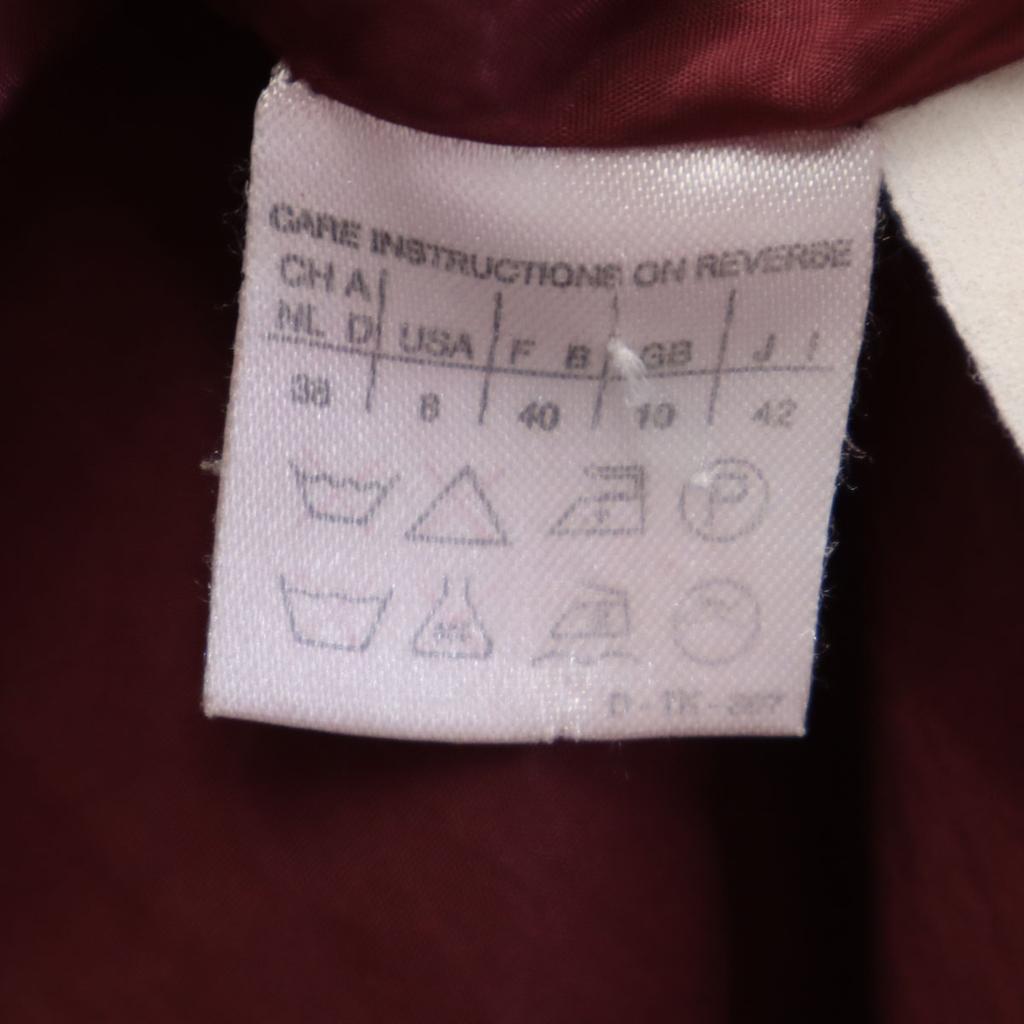 CARE INSTRUCTIONS ON REVERSE
CH A
NL D USA F B GB J I
38 8 40 10 42
P